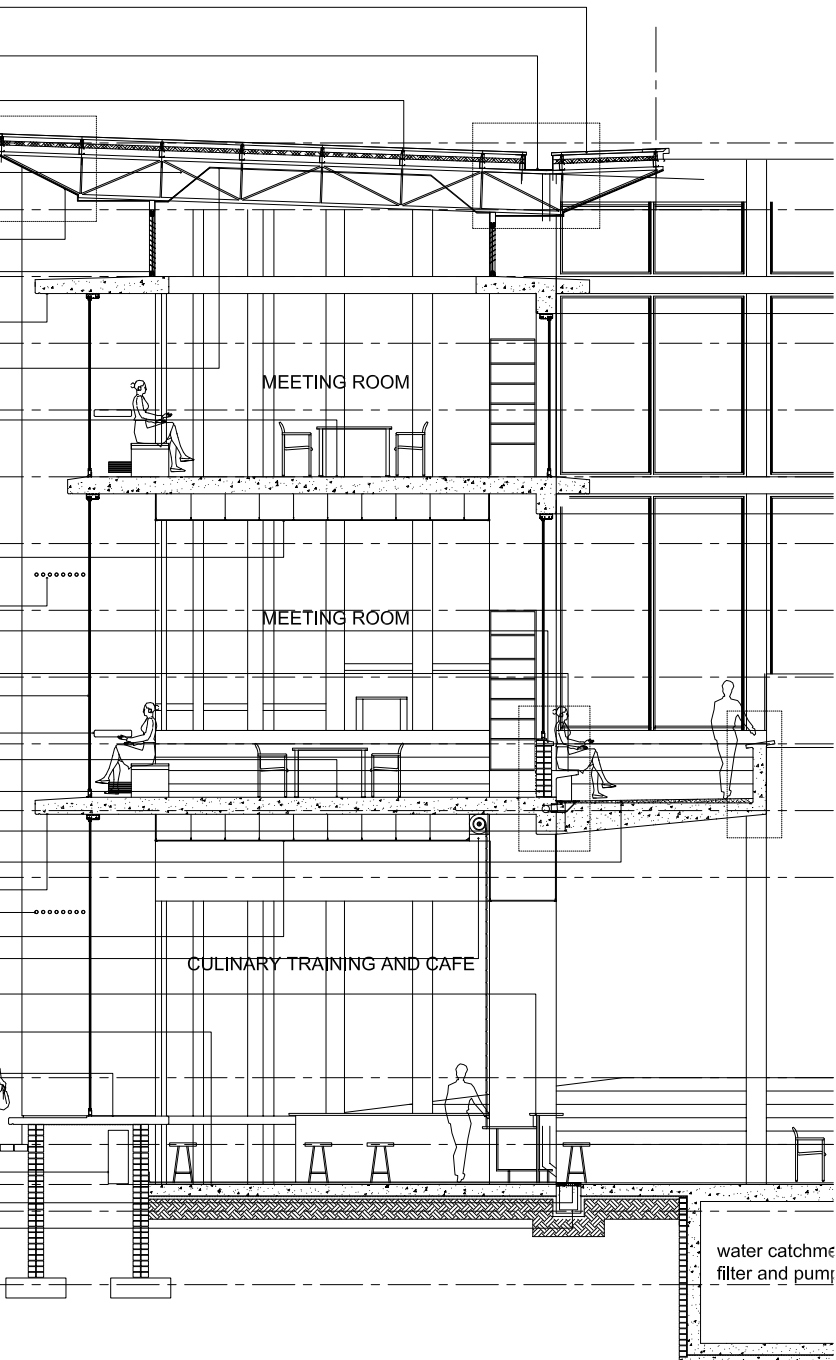 MEETING ROOM
MEETING ROOM
CULINARY TRAINING AND CAFE
water catchme
filter and pump